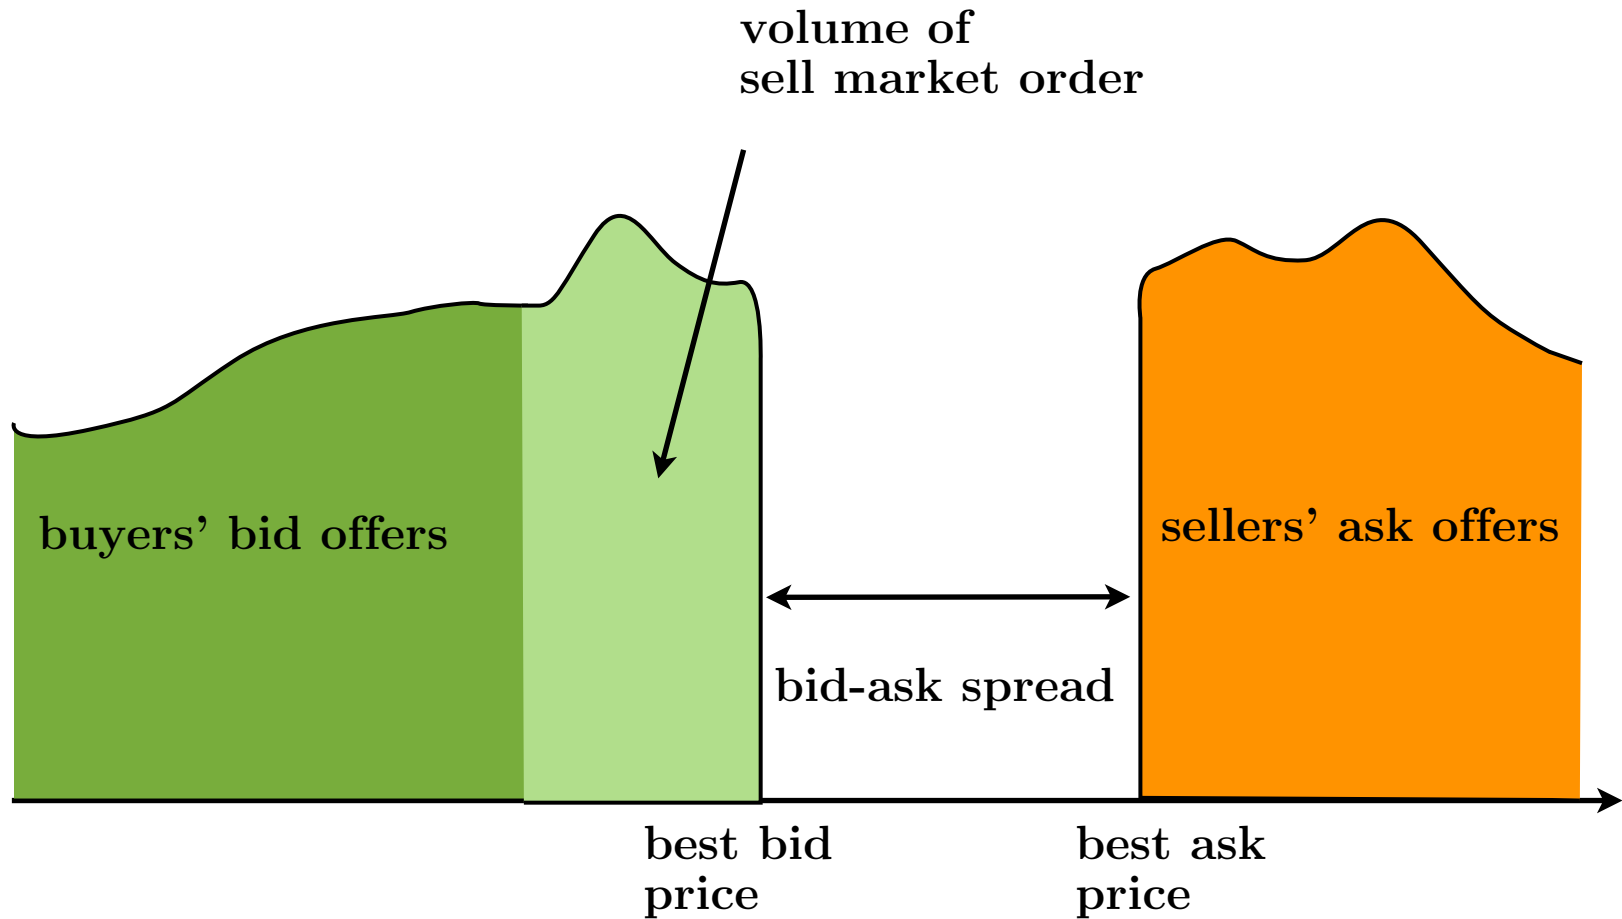 volume of
sell market order
buyers’ bid offers
sellers’ ask offers
bid-ask spread
best bid
price
best ask
price